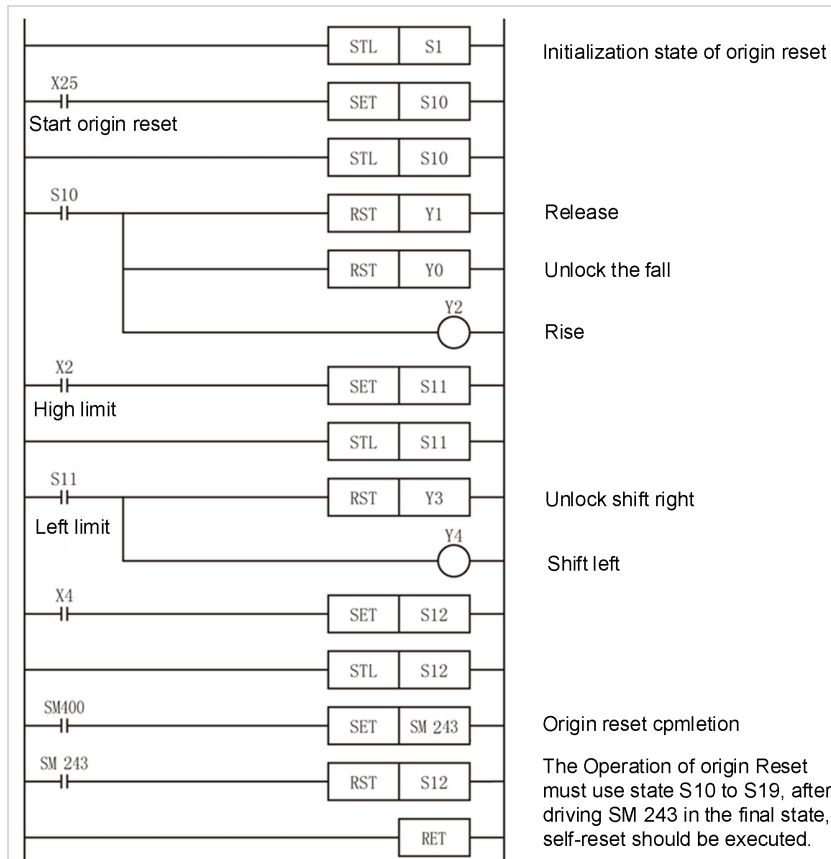 STL S1 Initialization state of origin reset
X25
SET S10
Start origin reset
STL S10
S10
RST Y1 Release
RST Y0 Unlock the fall
Y2
Rise
X2
SET S11
High limit
STL S11
S11
RST Y3 Unlock shift right
Left limit
Y4
Shift left
X4
SET S12
STL S12
SM400
SET SM 243 Origin reset cpmletion
SM 243
RST S12
The Operation of origin Reset
must use state S10 to S19, after
driving SM 243 in the final state,
self-reset should be executed.
RET